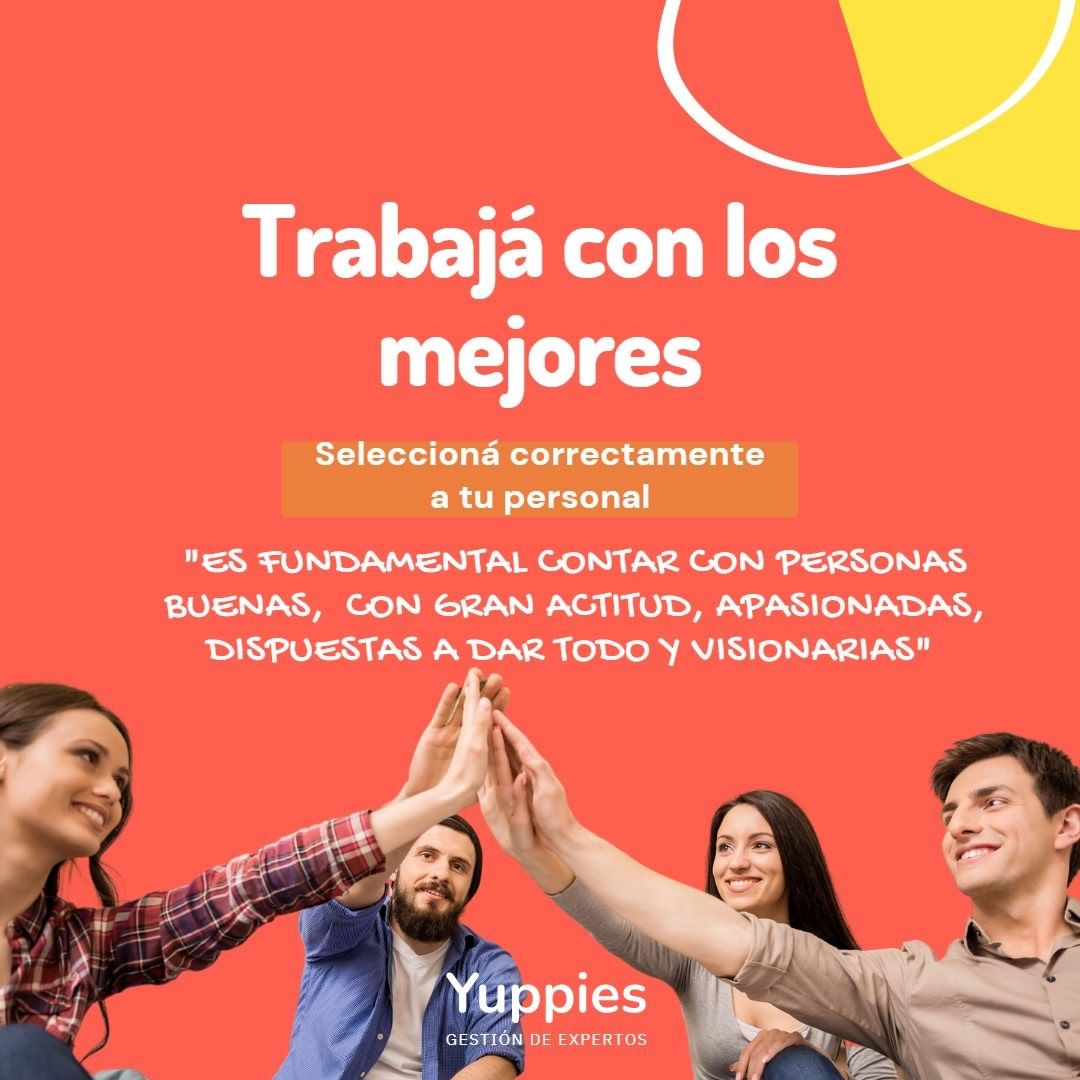 Trabajá con los
mejores
Seleccioná correctamente
a tu personal
"ES FUNDAMENTAL CONTAR CON PERSONAS
BUENAS, CON GRAN ACTITUD, APASIONADAS,
DISPUESTAS A DAR TODO Y VISIONARIAS"
Yuppies
GESTIÓN DE EXPERTOS